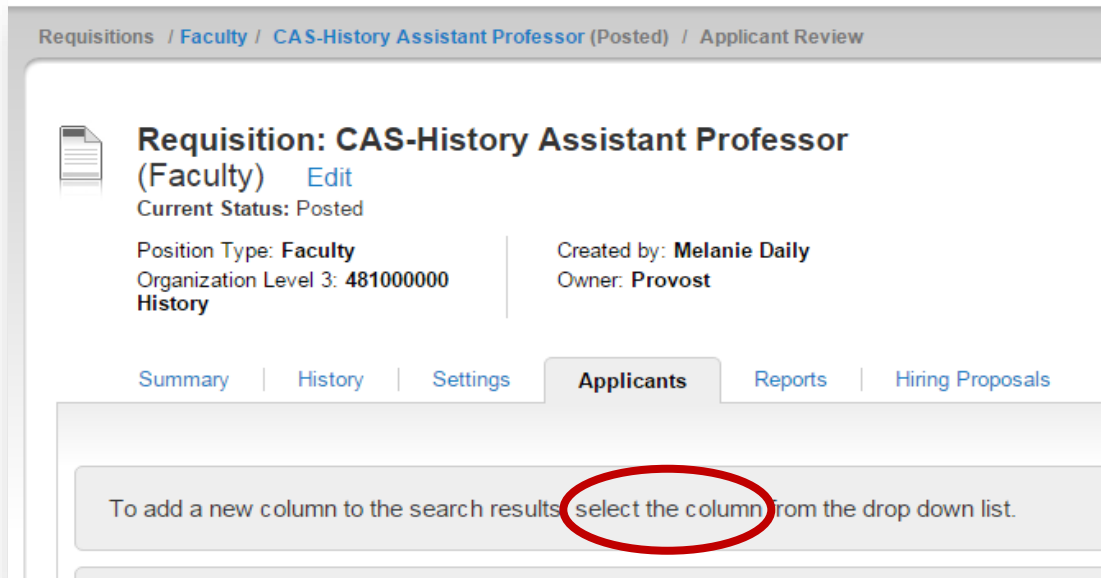 Requisitions / Faculty / CAS-History Assistant Professor (Posted) / Applicant Review
Requisition: CAS-History Assistant Professor
(Faculty) Edit
Current Status: Posted
Position Type: Faculty
Organization Level 3: 481000000
History
Created by: Melanie Daily
Owner: Provost
Summary History Settings Applicants Reports Hiring Proposals
To add a new column to the search results select the column from the drop down list.